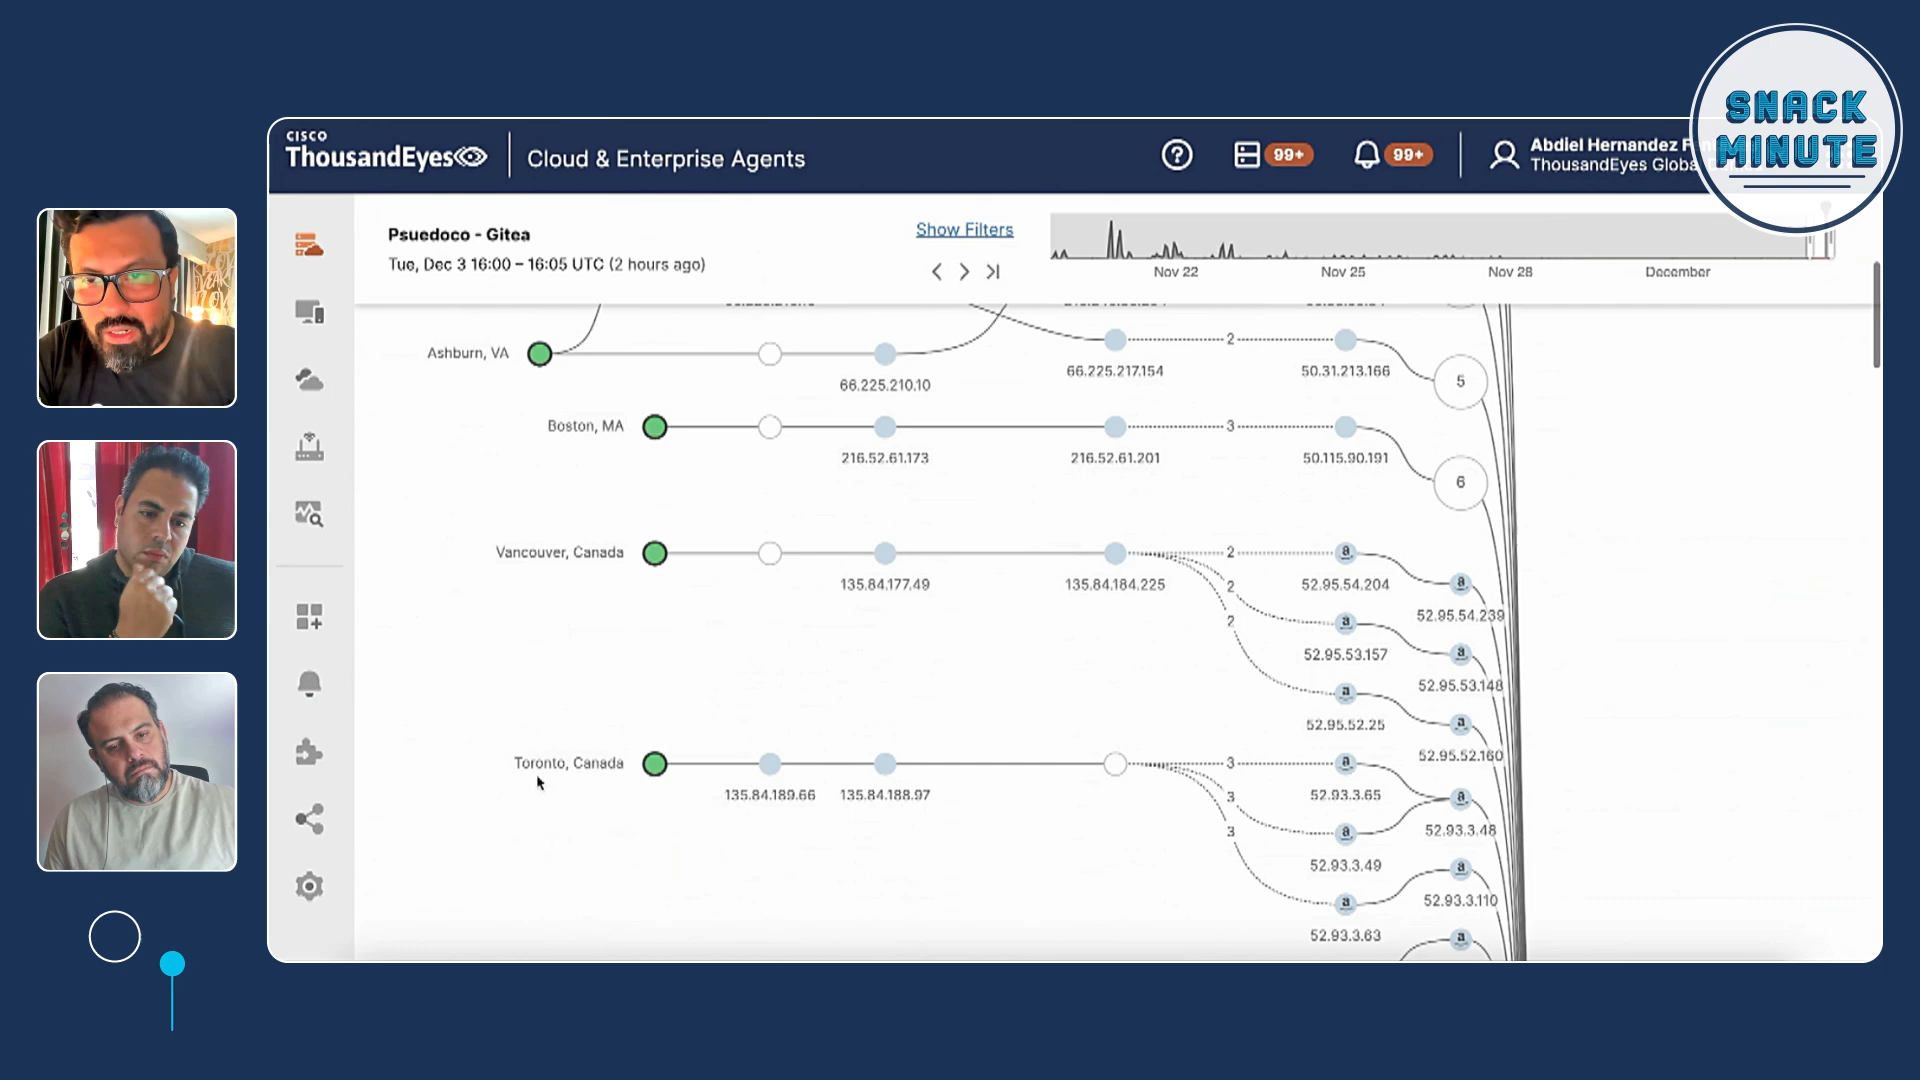 SNACK
MINUTE
CISCO
ThousandEyes
Cloud & Enterprise Agents
99+
99+
Abdiel Hernandez
ThousandEyes
Psuedoco - Gitea
Show Filters
Tue, Dec 3 16:00 – 16:05 UTC (2 hours ago)
Nov 22
Nov 25
Nov 28
December
2
Ashburn, VA
66.225.217.154
50.31.213.166
5
66.225.210.10
Boston, MA
3
216.52.61.173
216.52.61.201
50.115.90.191
6
Vancouver, Canada
2
135.84.177.49
135.84.184.225
2
52.95.54.204
52.95.54.239
2
52.95.53.157
52.95.53.148
52.95.52.25
52.95.52.160
Toronto, Canada
3
135.84.189.66
135.84.188.97
3
52.93.3.65
52.93.3.48
3
52.93.3.49
52.93.3.110
52.93.3.63